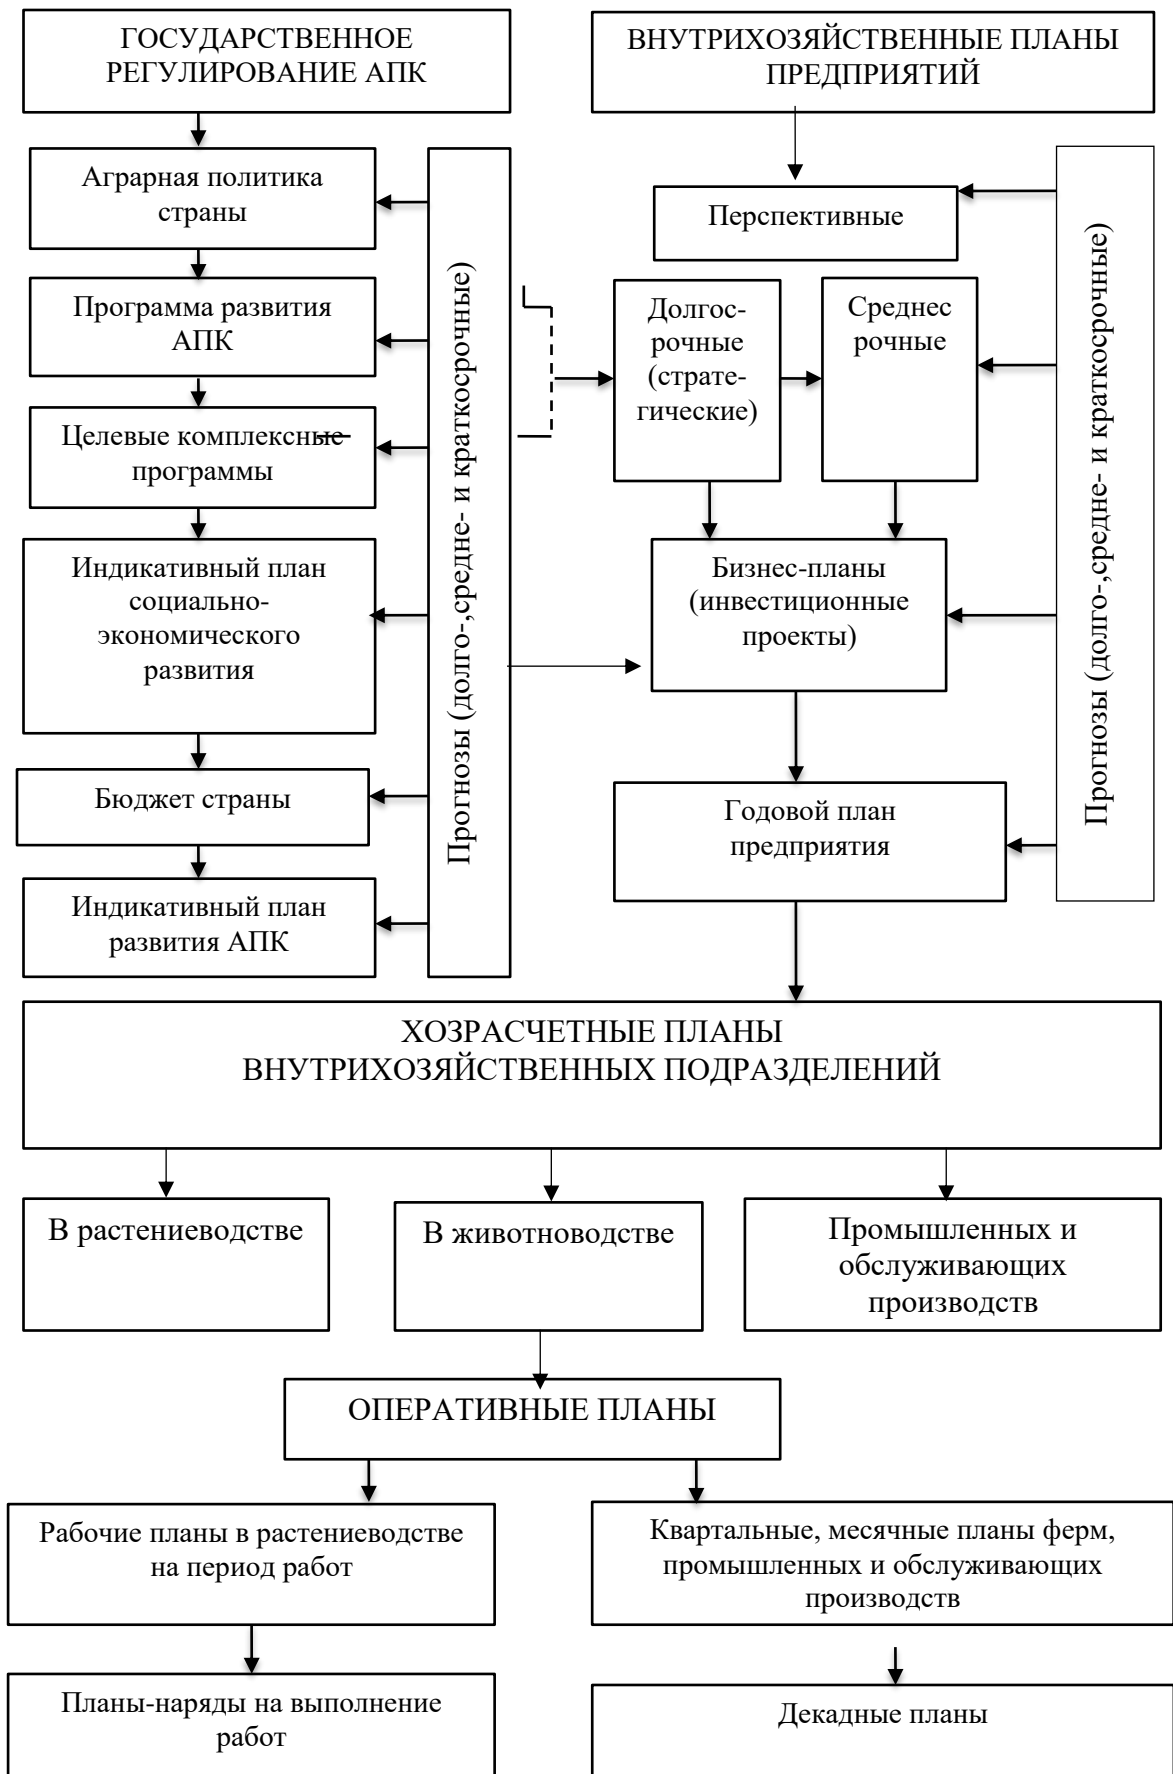 ГОСУДАРСТВЕННОЕ
РЕГУЛИРОВАНИЕ АПК
ВНУТРИХОЗЯЙСТВЕННЫЕ ПЛАНЫ
ПРЕДПРИЯТИЙ
Аграрная политика
страны
Программа развития
АПК
Целевые комплексные
программы
Индикативный план
социально-
экономического
развития
Бюджет страны
Индикативный план
развития АПК
Прогнозы (долго-,средне- и краткосрочные)
Перспективные
Долгос-
рочные
(страте-
гические)
Среднес
рочные
Бизнес-планы
(инвестиционные
проекты)
Годовой план
предприятия
Прогнозы (долго-,средне- и краткосрочные)
ХОЗРАСЧЕТНЫЕ ПЛАНЫ
ВНУТРИХОЗЯЙСТВЕННЫХ ПОДРАЗДЕЛЕНИЙ
В растениеводстве
В животноводстве
Промышленных и
обслуживающих
производств
ОПЕРАТИВНЫЕ ПЛАНЫ
Рабочие планы в растениеводстве
на период работ
Квартальные, месячные планы ферм,
промышленных и обслуживающих
производств
Планы-наряды на выполнение
работ
Декадные планы